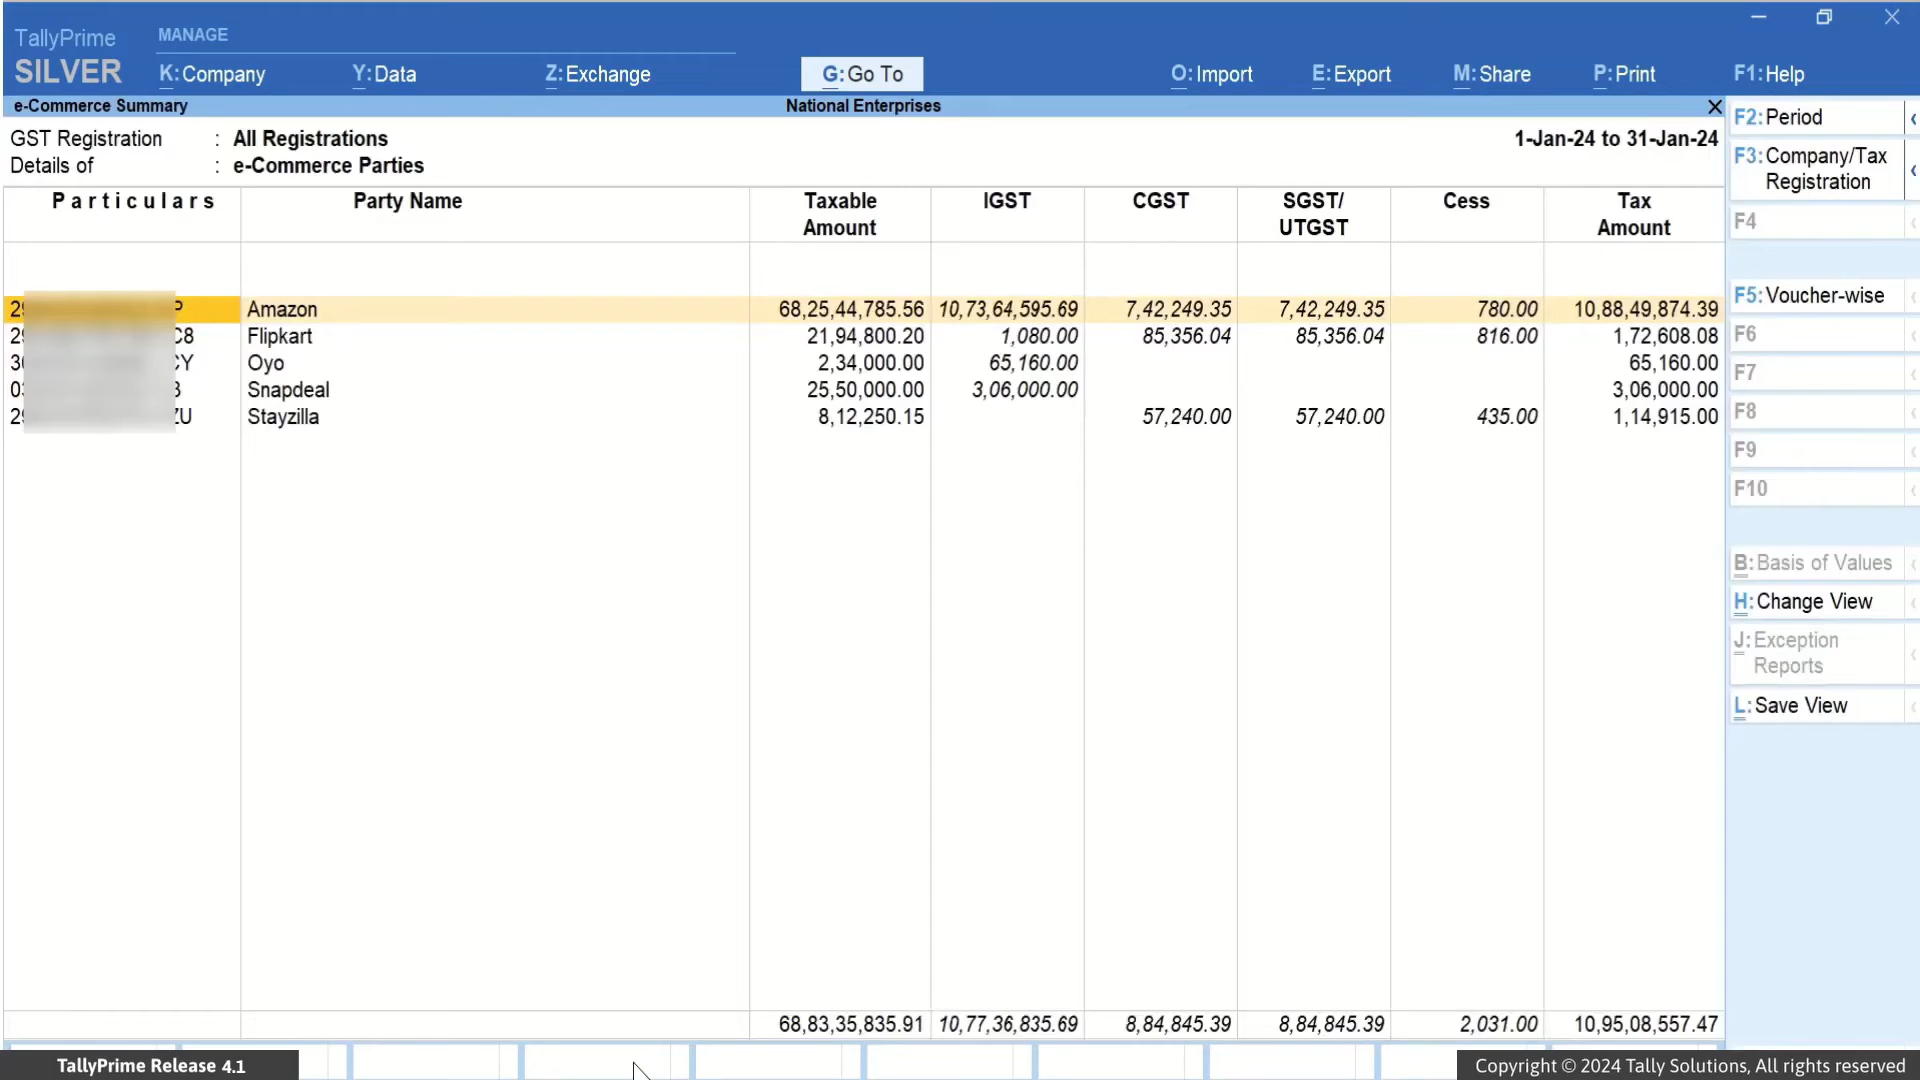 TallyPrime
SILVER
MANAGE
K:Company Y:Data Z:Exchange G:Go To O:Import E:Export M:Share P:Print F1:Help
e-Commerce Summary National Enterprises
GST Registration : All Registrations 1-Jan-24 to 31-Jan-24
Details of : e-Commerce Parties
Particulars Party Name Taxable Amount IGST CGST SGST/ UTGST Cess Tax Amount
Amazon 68,25,44,785.56 10,73,64,595.69 7,42,249.35 7,42,249.35 780.00 10,88,49,874.39
C8 Flipkart 21,94,800.20 1,080.00 85,356.04 85,356.04 816.00 1,72,608.08
Oyo 2,34,000.00 65,160.00 65,160.00
Snapdeal 25,50,000.00 3,06,000.00 3,06,000.00
Stayzilla 8,12,250.15 57,240.00 57,240.00 435.00 1,14,915.00
68,83,35,835.91 10,77,36,835.69 8,84,845.39 8,84,845.39 2,031.00 10,95,08,557.47
F2:Period
F3:Company/Tax
Registration
F4
F5:Voucher-wise
F6
F7
F8
F9
F10
B:Basis of Values
H:Change View
J:Exception
Reports
L:Save View
TallyPrime Release 4.1
Copyright © 2024 Tally Solutions, All rights reserved